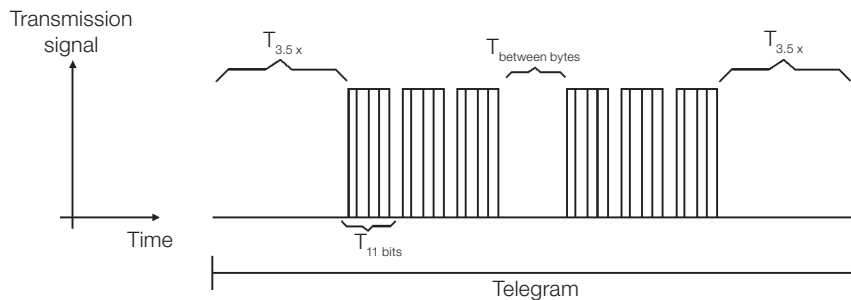 Transmission
signal
T3.5 x
Tbetween bytes
T3.5 x
Time
T11 bits
Telegram